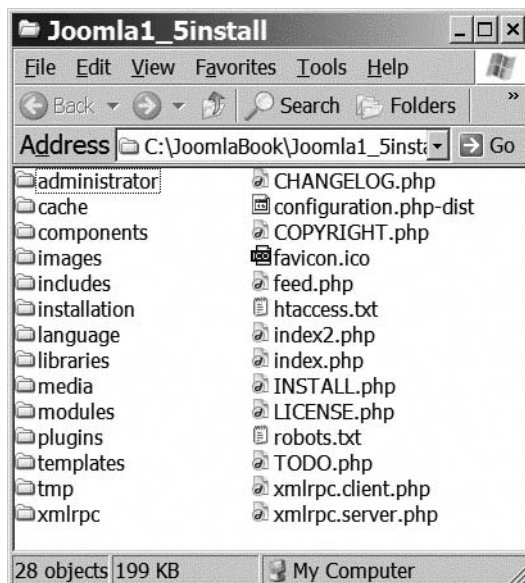 Joomla1_5install
File Edit View Favorites Tools Help
Back Search Folders »
Address C:\JoomlaBook\Joomla1_5insta Go
administrator
cache
components
images
includes
installation
language
libraries
media
modules
plugins
templates
tmp
xmlrpc
CHANGELOG.php
configuration.php-dist
COPYRIGHT.php
favicon.ico
feed.php
htaccess.txt
index2.php
index.php
INSTALL.php
LICENSE.php
robots.txt
TODO.php
xmlrpc.client.php
xmlrpc.server.php
28 objects 199 KB My Computer